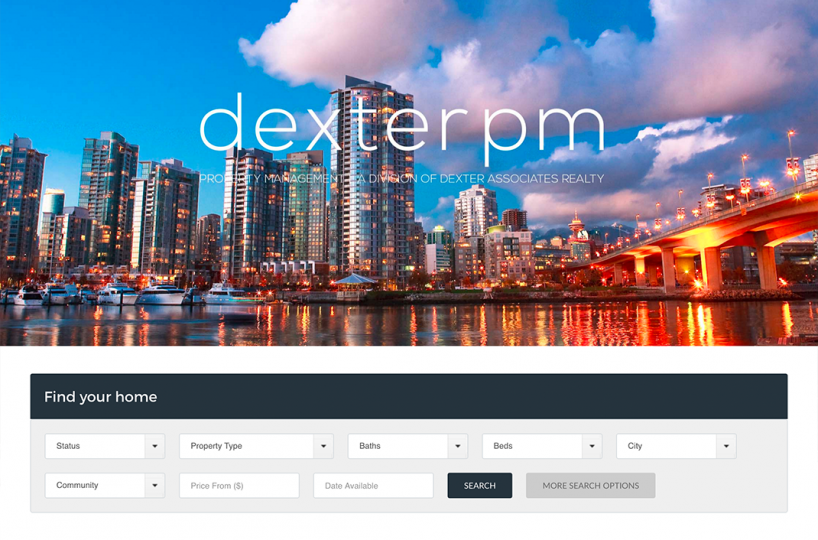 dexterpm
PROPERTY MANAGEMENT - A DIVISION OF DEXTER ASSOCIATES REALTY
Find your home
Status Property Type Baths Beds City
Community Price From ($) Date Available SEARCH MORE SEARCH OPTIONS